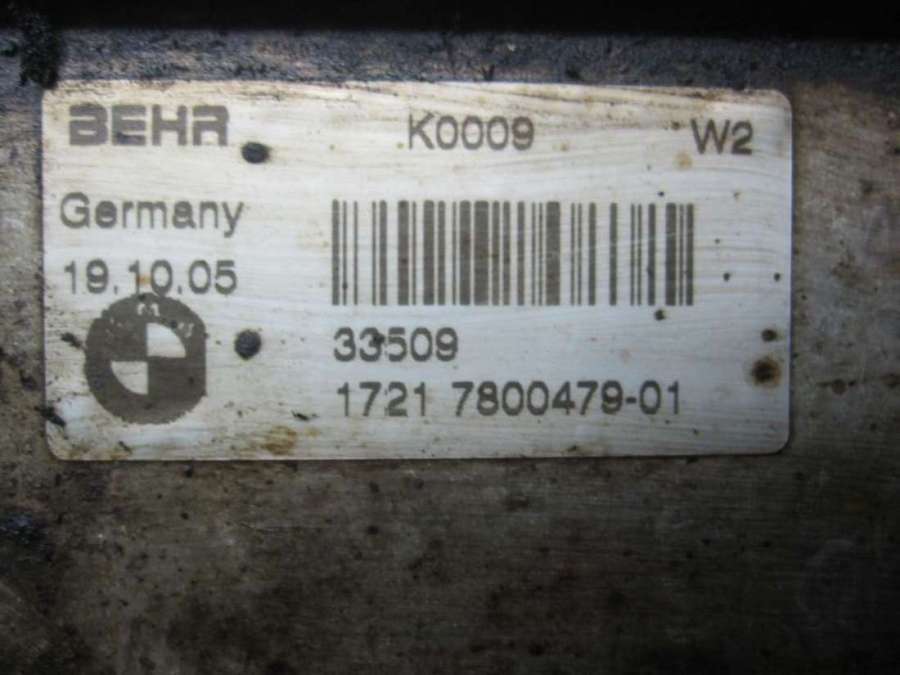 BEHR K0009 W2
Germany
19.10.05
33509
1721 7800479-01